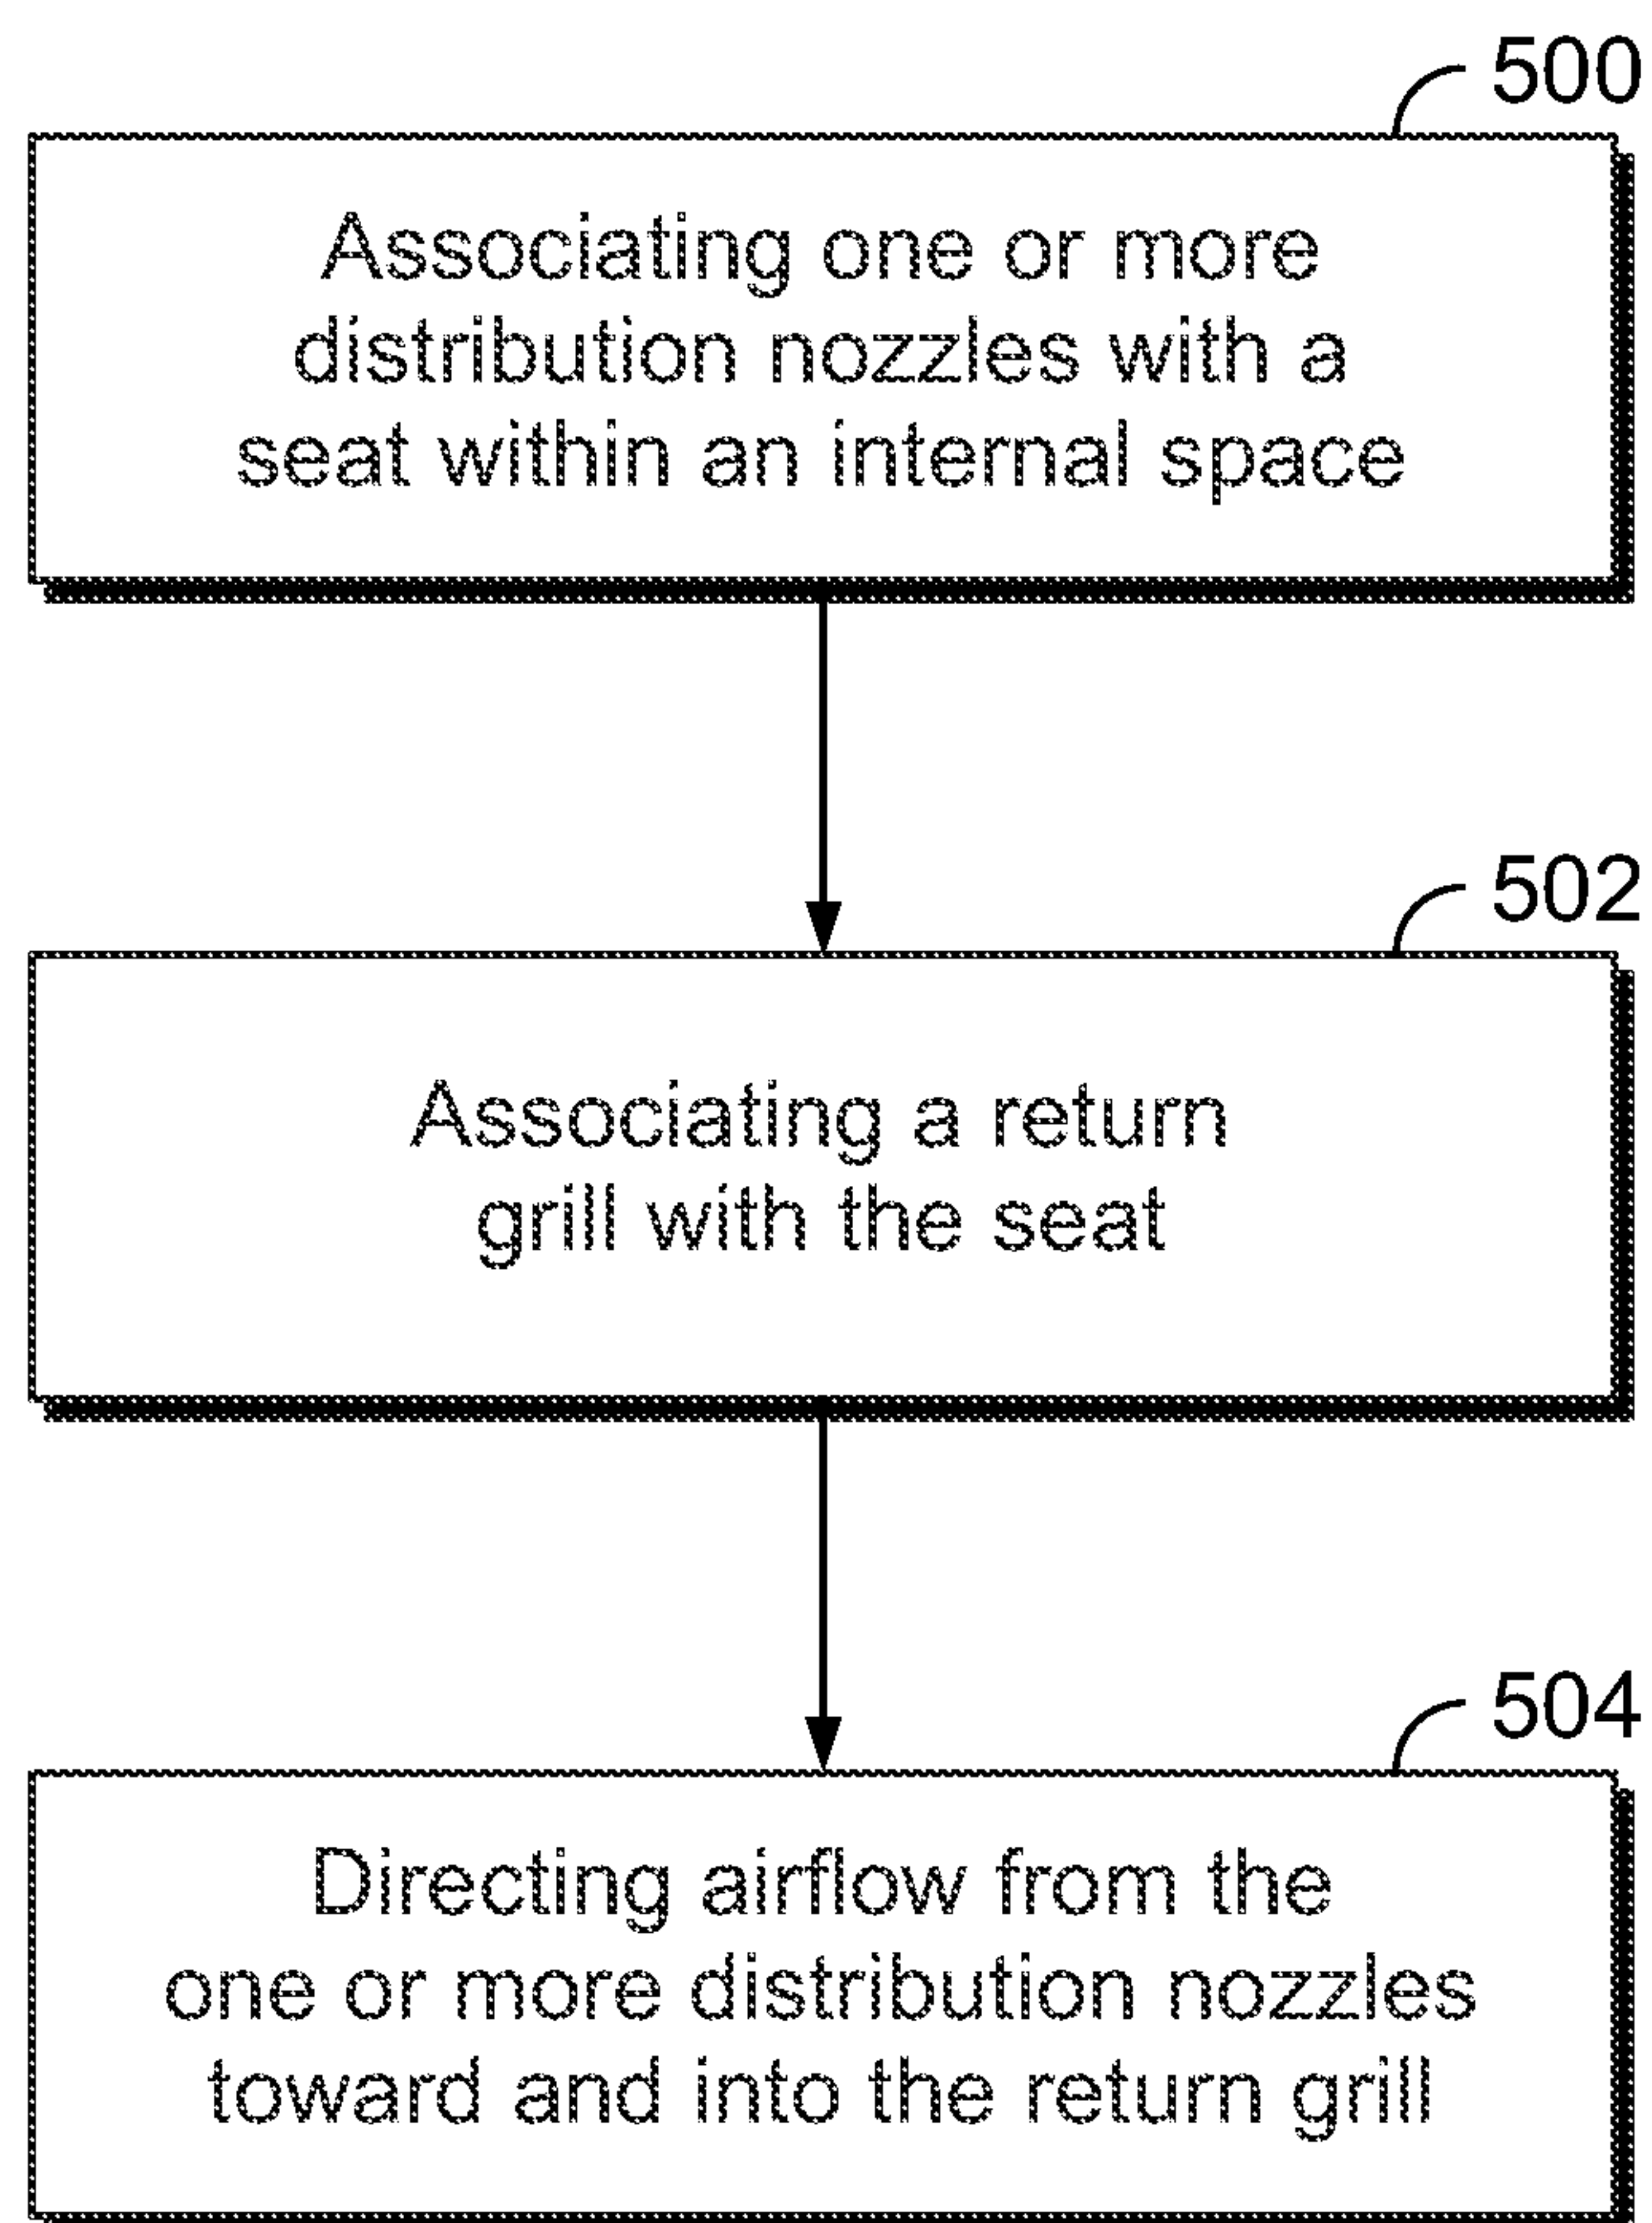 500
Associating one or more
distribution nozzles with a
seat within an internal space
502
Associating a return
grill with the seat
504
Directing airflow from the
one or more distribution nozzles
toward and into the return grill